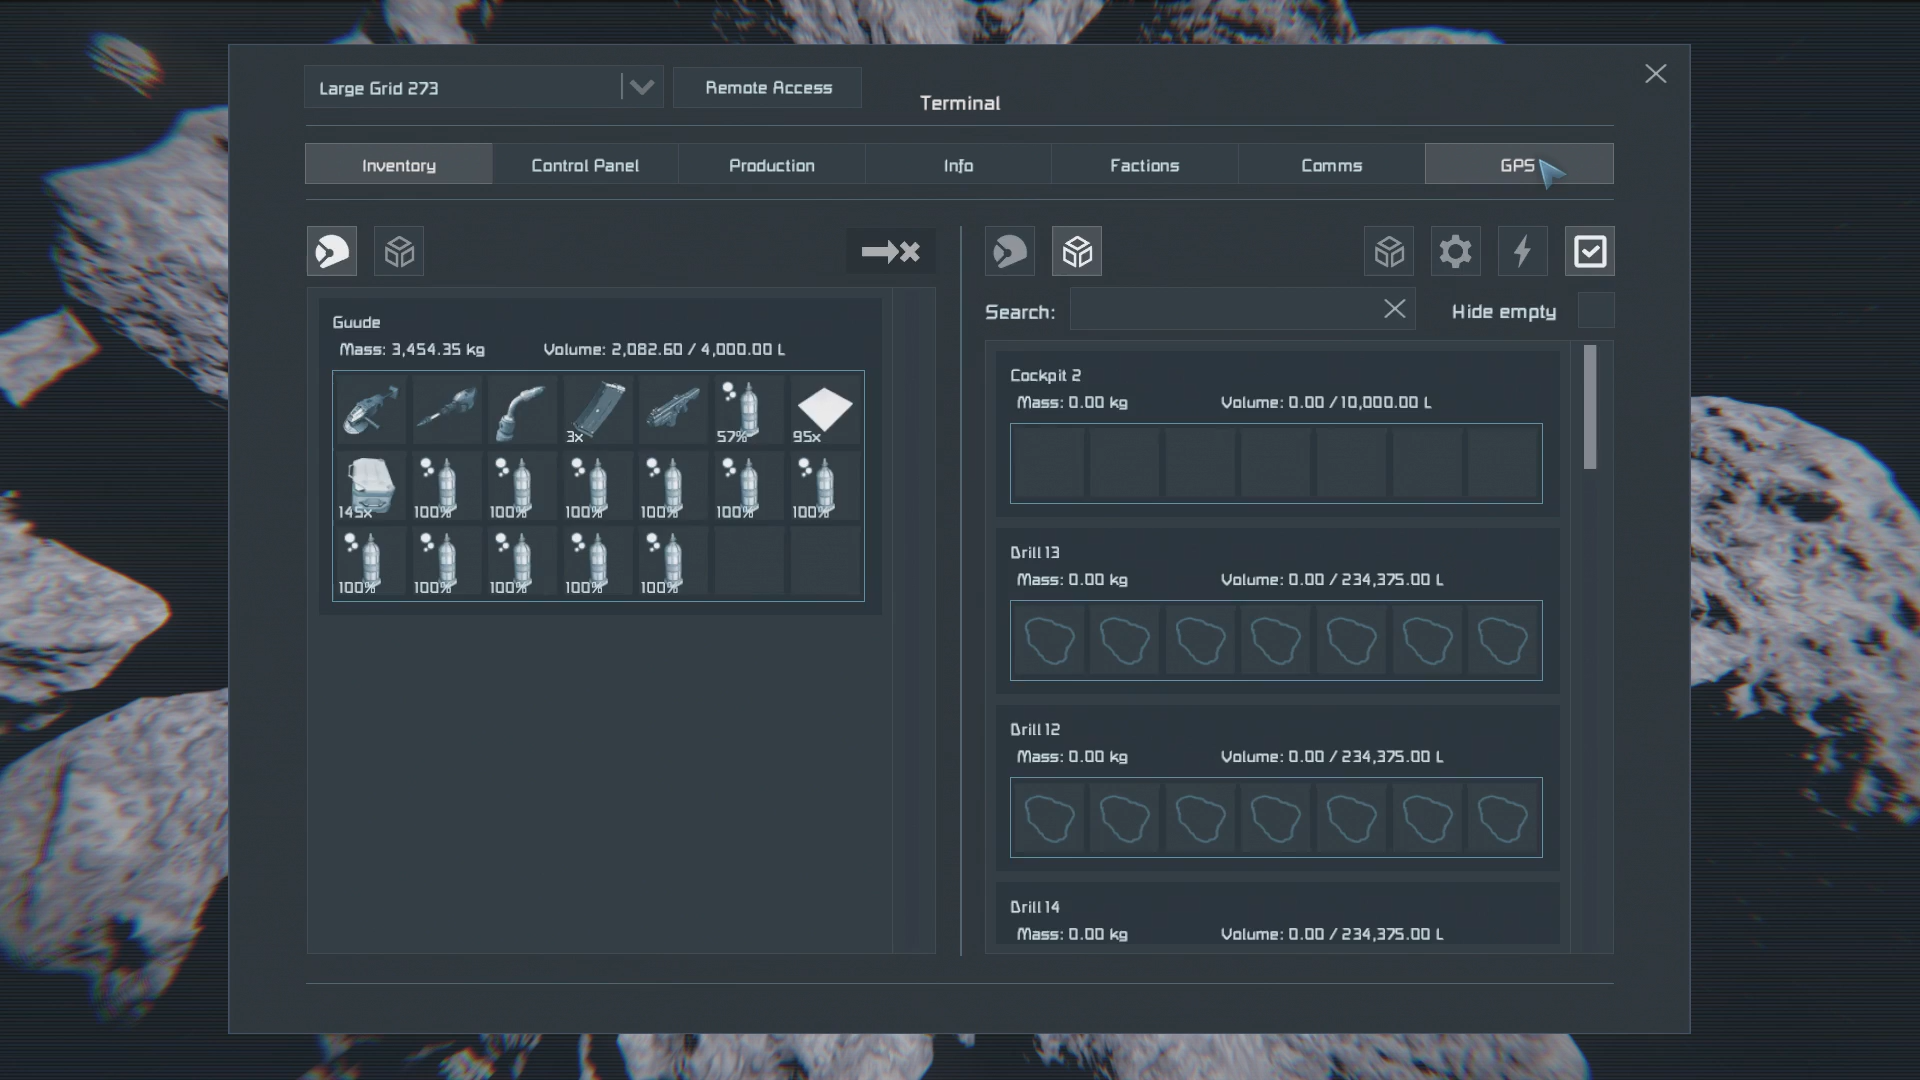 Large Grid 273
Remote Access
Terminal
Inventory
Control Panel
Production
Info
Factions
Comms
GPS
Guude
Mass: 3,454.35 kg
Volume: 2,082.60 / 4,000.00 L
3x
57%
95x
145x
100%
100%
100%
100%
100%
100%
100%
100%
100%
100%
100%
Search:
Hide empty
Cockpit 2
Mass: 0.00 kg
Volume: 0.00 / 10,000.00 L
Drill 13
Mass: 0.00 kg
Volume: 0.00 / 234,375.00 L
Drill 12
Mass: 0.00 kg
Volume: 0.00 / 234,375.00 L
Drill 14
Mass: 0.00 kg
Volume: 0.00 / 234,375.00 L